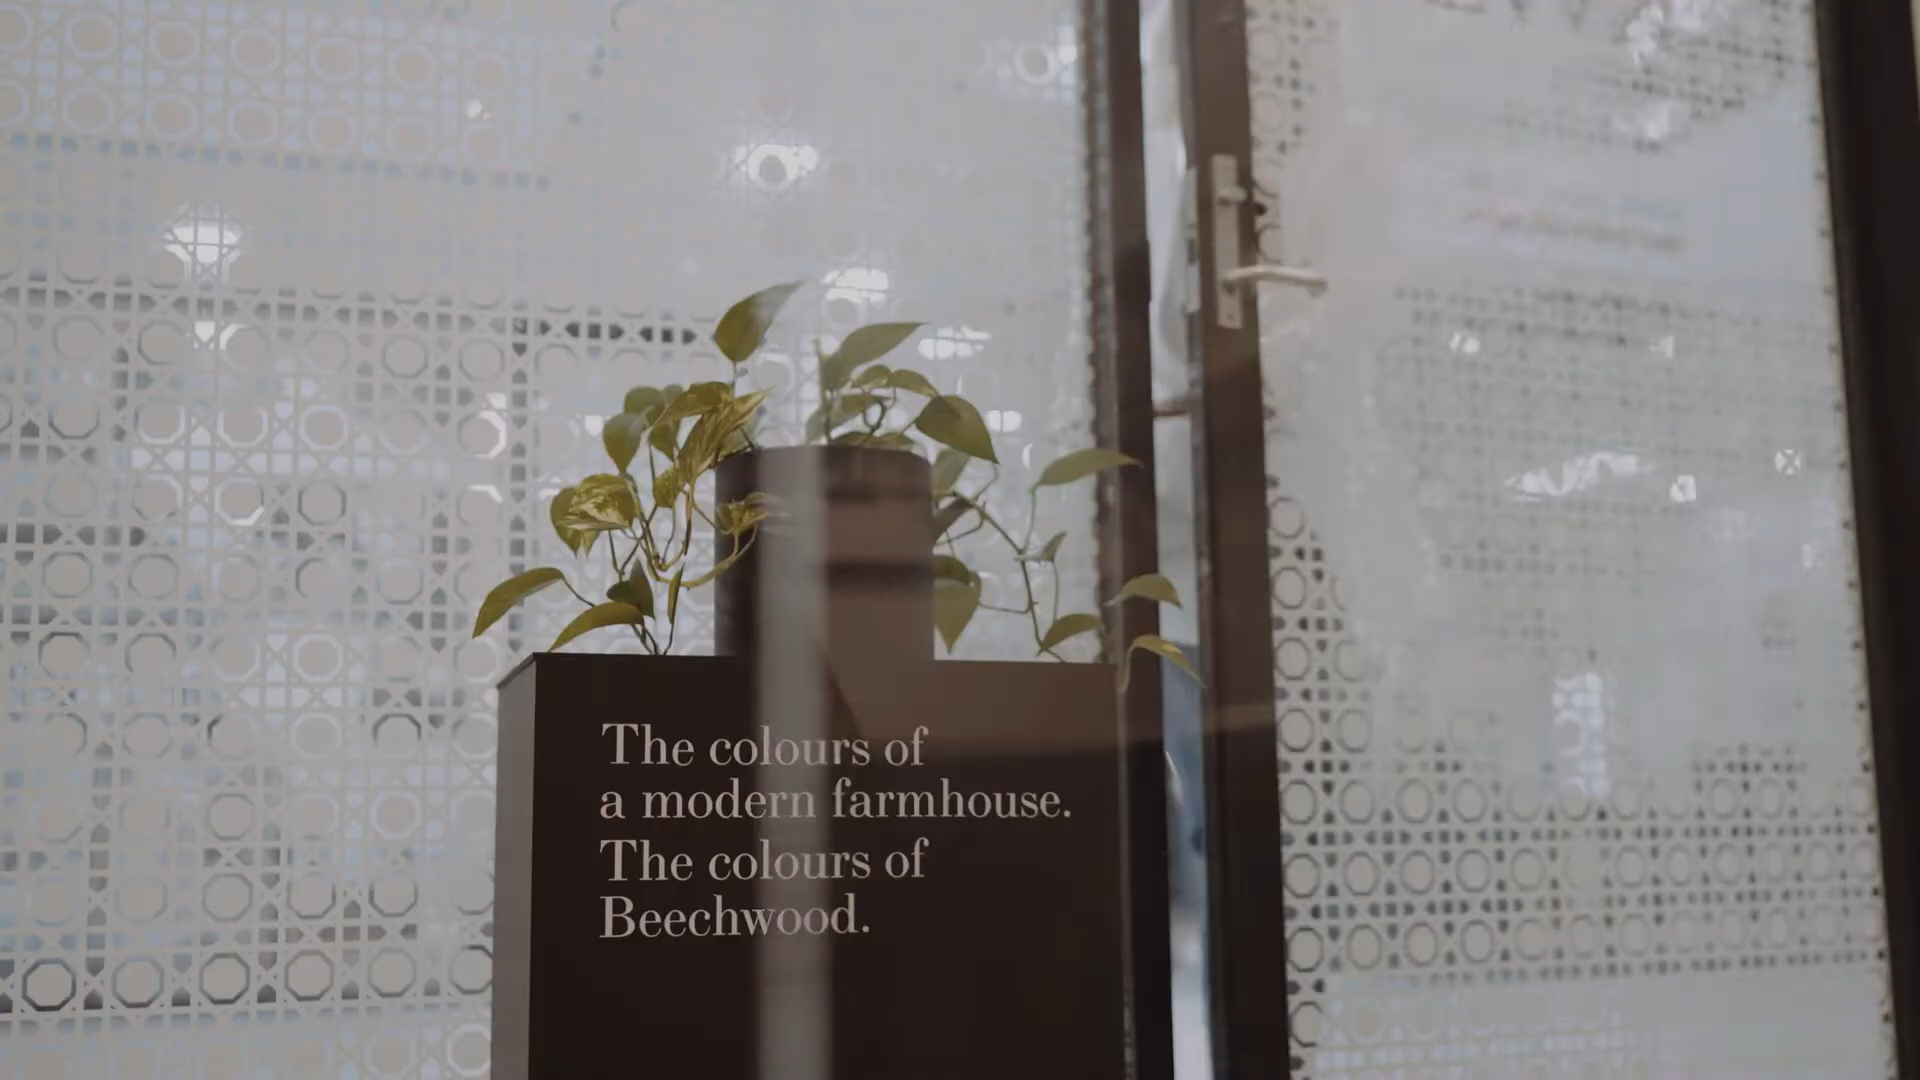 The colours of
a modern farmhouse.
The colours of
Beechwood.